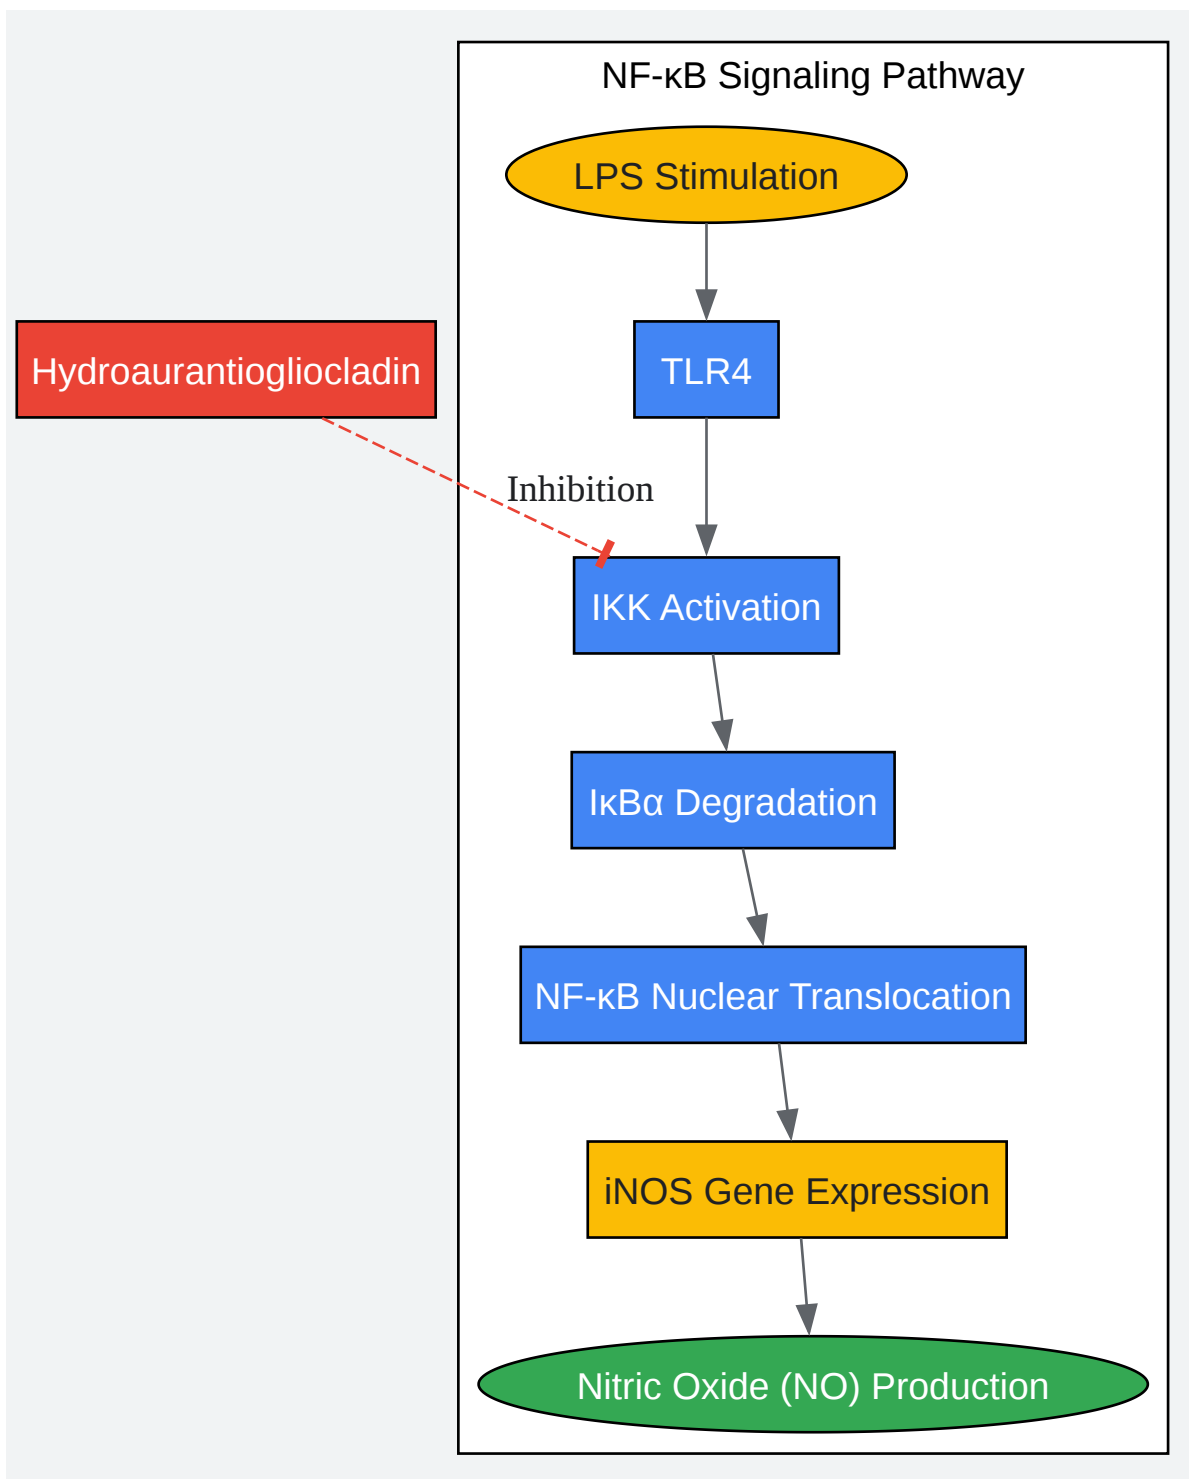 NF-κB Signaling Pathway
LPS Stimulation
Hydroaurantiogliocladin
TLR4
Inhibition
IKK Activation
IκBα Degradation
NF-κB Nuclear Translocation
iNOS Gene Expression
Nitric Oxide (NO) Production